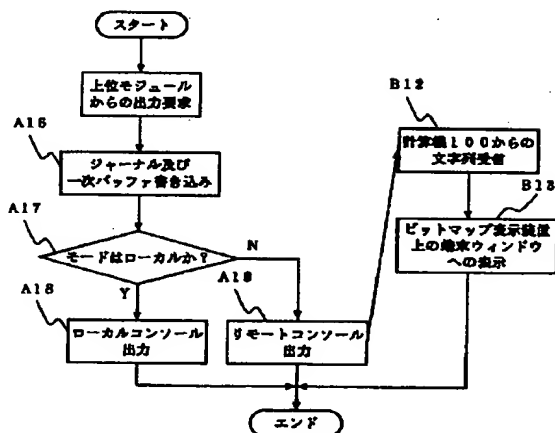 スタート
上位モジュール
からの出力要求
A16
ジャーナル及び
一次バッファ書き込み
A17
モードはローカルか?
N
Y
A18
ローカルコンソール
出力
A19
リモートコンソール
出力
B12
計算機100からの
文字列受信
B13
ビットマップ表示装置
上の端末ウィンドウ
への表示
エンド